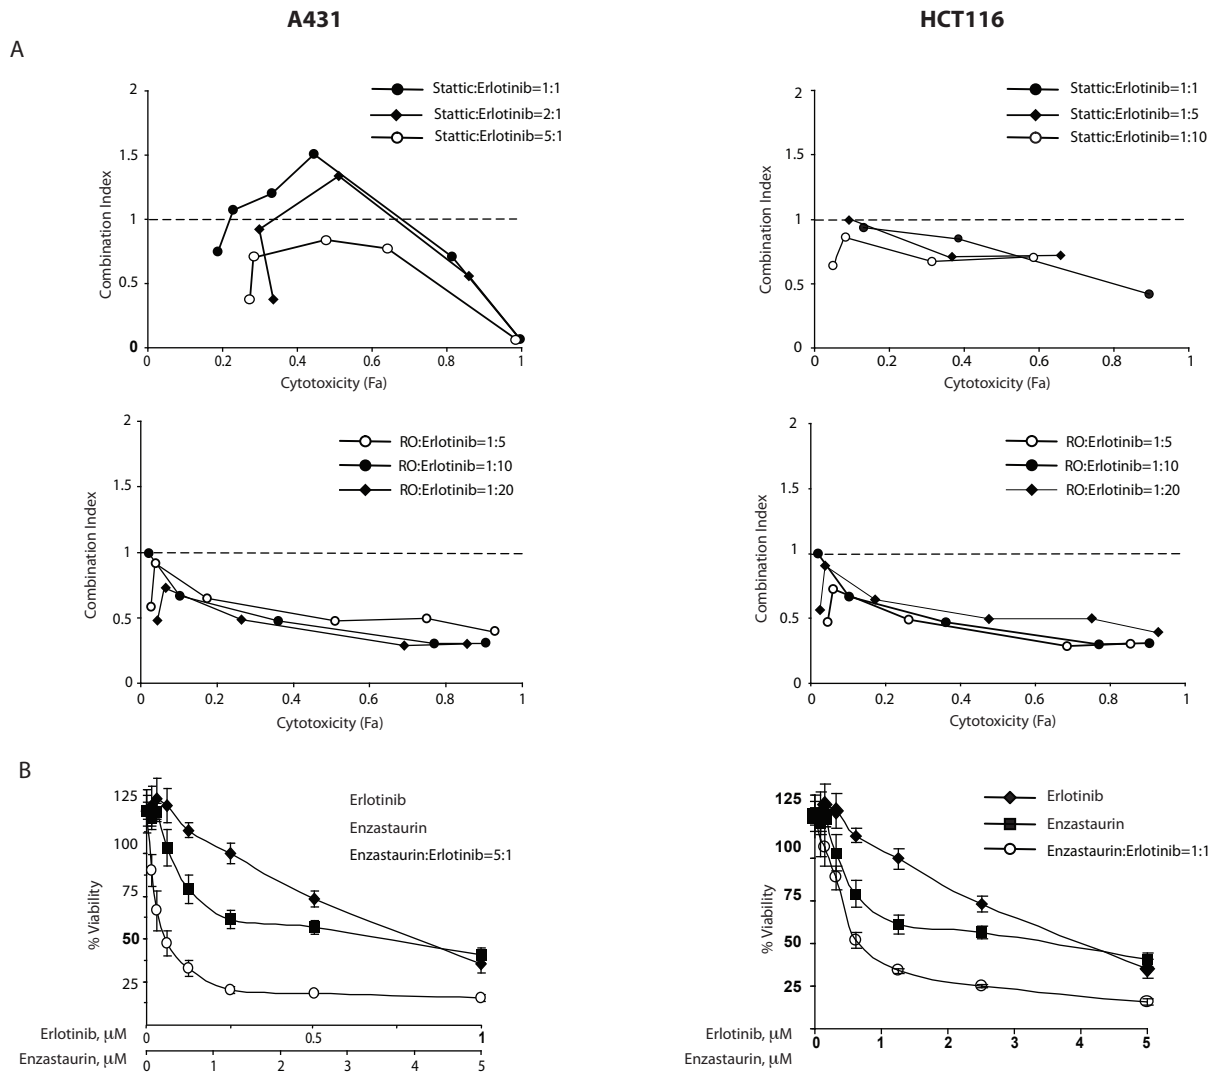 A431
HCT116
A
Stattic:Erlotinib=1:1
Stattic:Erlotinib=2:1
Stattic:Erlotinib=5:1
Combination Index
2
1.5
1
0.5
0
0 0.2 0.4 0.6 0.8 1
Cytotoxicity (Fa)
Stattic:Erlotinib=1:1
Stattic:Erlotinib=1:5
Stattic:Erlotinib=1:10
Combination Index
2
1.5
1
0.5
0
0 0.2 0.4 0.6 0.8 1
Cytotoxicity (Fa)
RO:Erlotinib=1:5
RO:Erlotinib=1:10
RO:Erlotinib=1:20
Combination Index
2
1.5
1
0.5
0
0 0.2 0.4 0.6 0.8 1
Cytotoxicity (Fa)
RO:Erlotinib=1:5
RO:Erlotinib=1:10
RO:Erlotinib=1:20
Combination Index
2
1.5
1
0.5
0
0 0.2 0.4 0.6 0.8 1
Cytotoxicity (Fa)
B
Erlotinib
Enzastaurin
Enzastaurin:Erlotinib=5:1
% Viability
125
100
75
50
25
Erlotinib, μM 0 0.5 1
Enzastaurin, μM 0 1 2 3 4 5
Erlotinib
Enzastaurin
Enzastaurin:Erlotinib=1:1
% Viability
125
100
75
50
25
Erlotinib, μM 0 1 2 3 4 5
Enzastaurin, μM